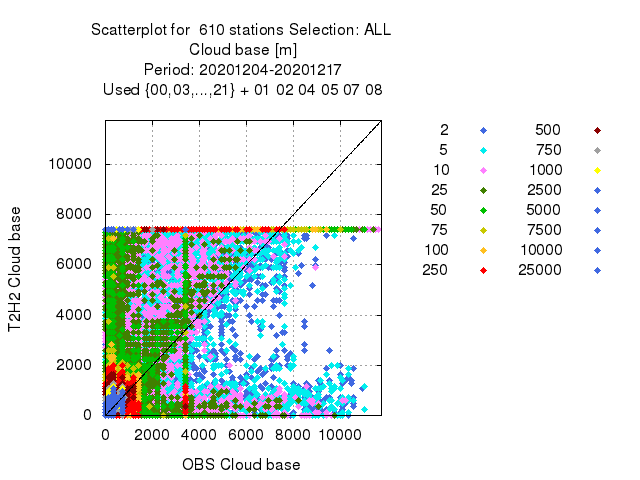 Scatterplot for 610 stations Selection: ALL
Cloud base [m]
Period: 20201204-20201217
Used {00,03,...,21} + 01 02 04 05 07 08
T2H2 Cloud base
10000
8000
6000
4000
2000
0
0 2000 4000 6000 8000 10000
OBS Cloud base
2 500
5 750
10 1000
25 2500
50 5000
75 7500
100 10000
250 25000